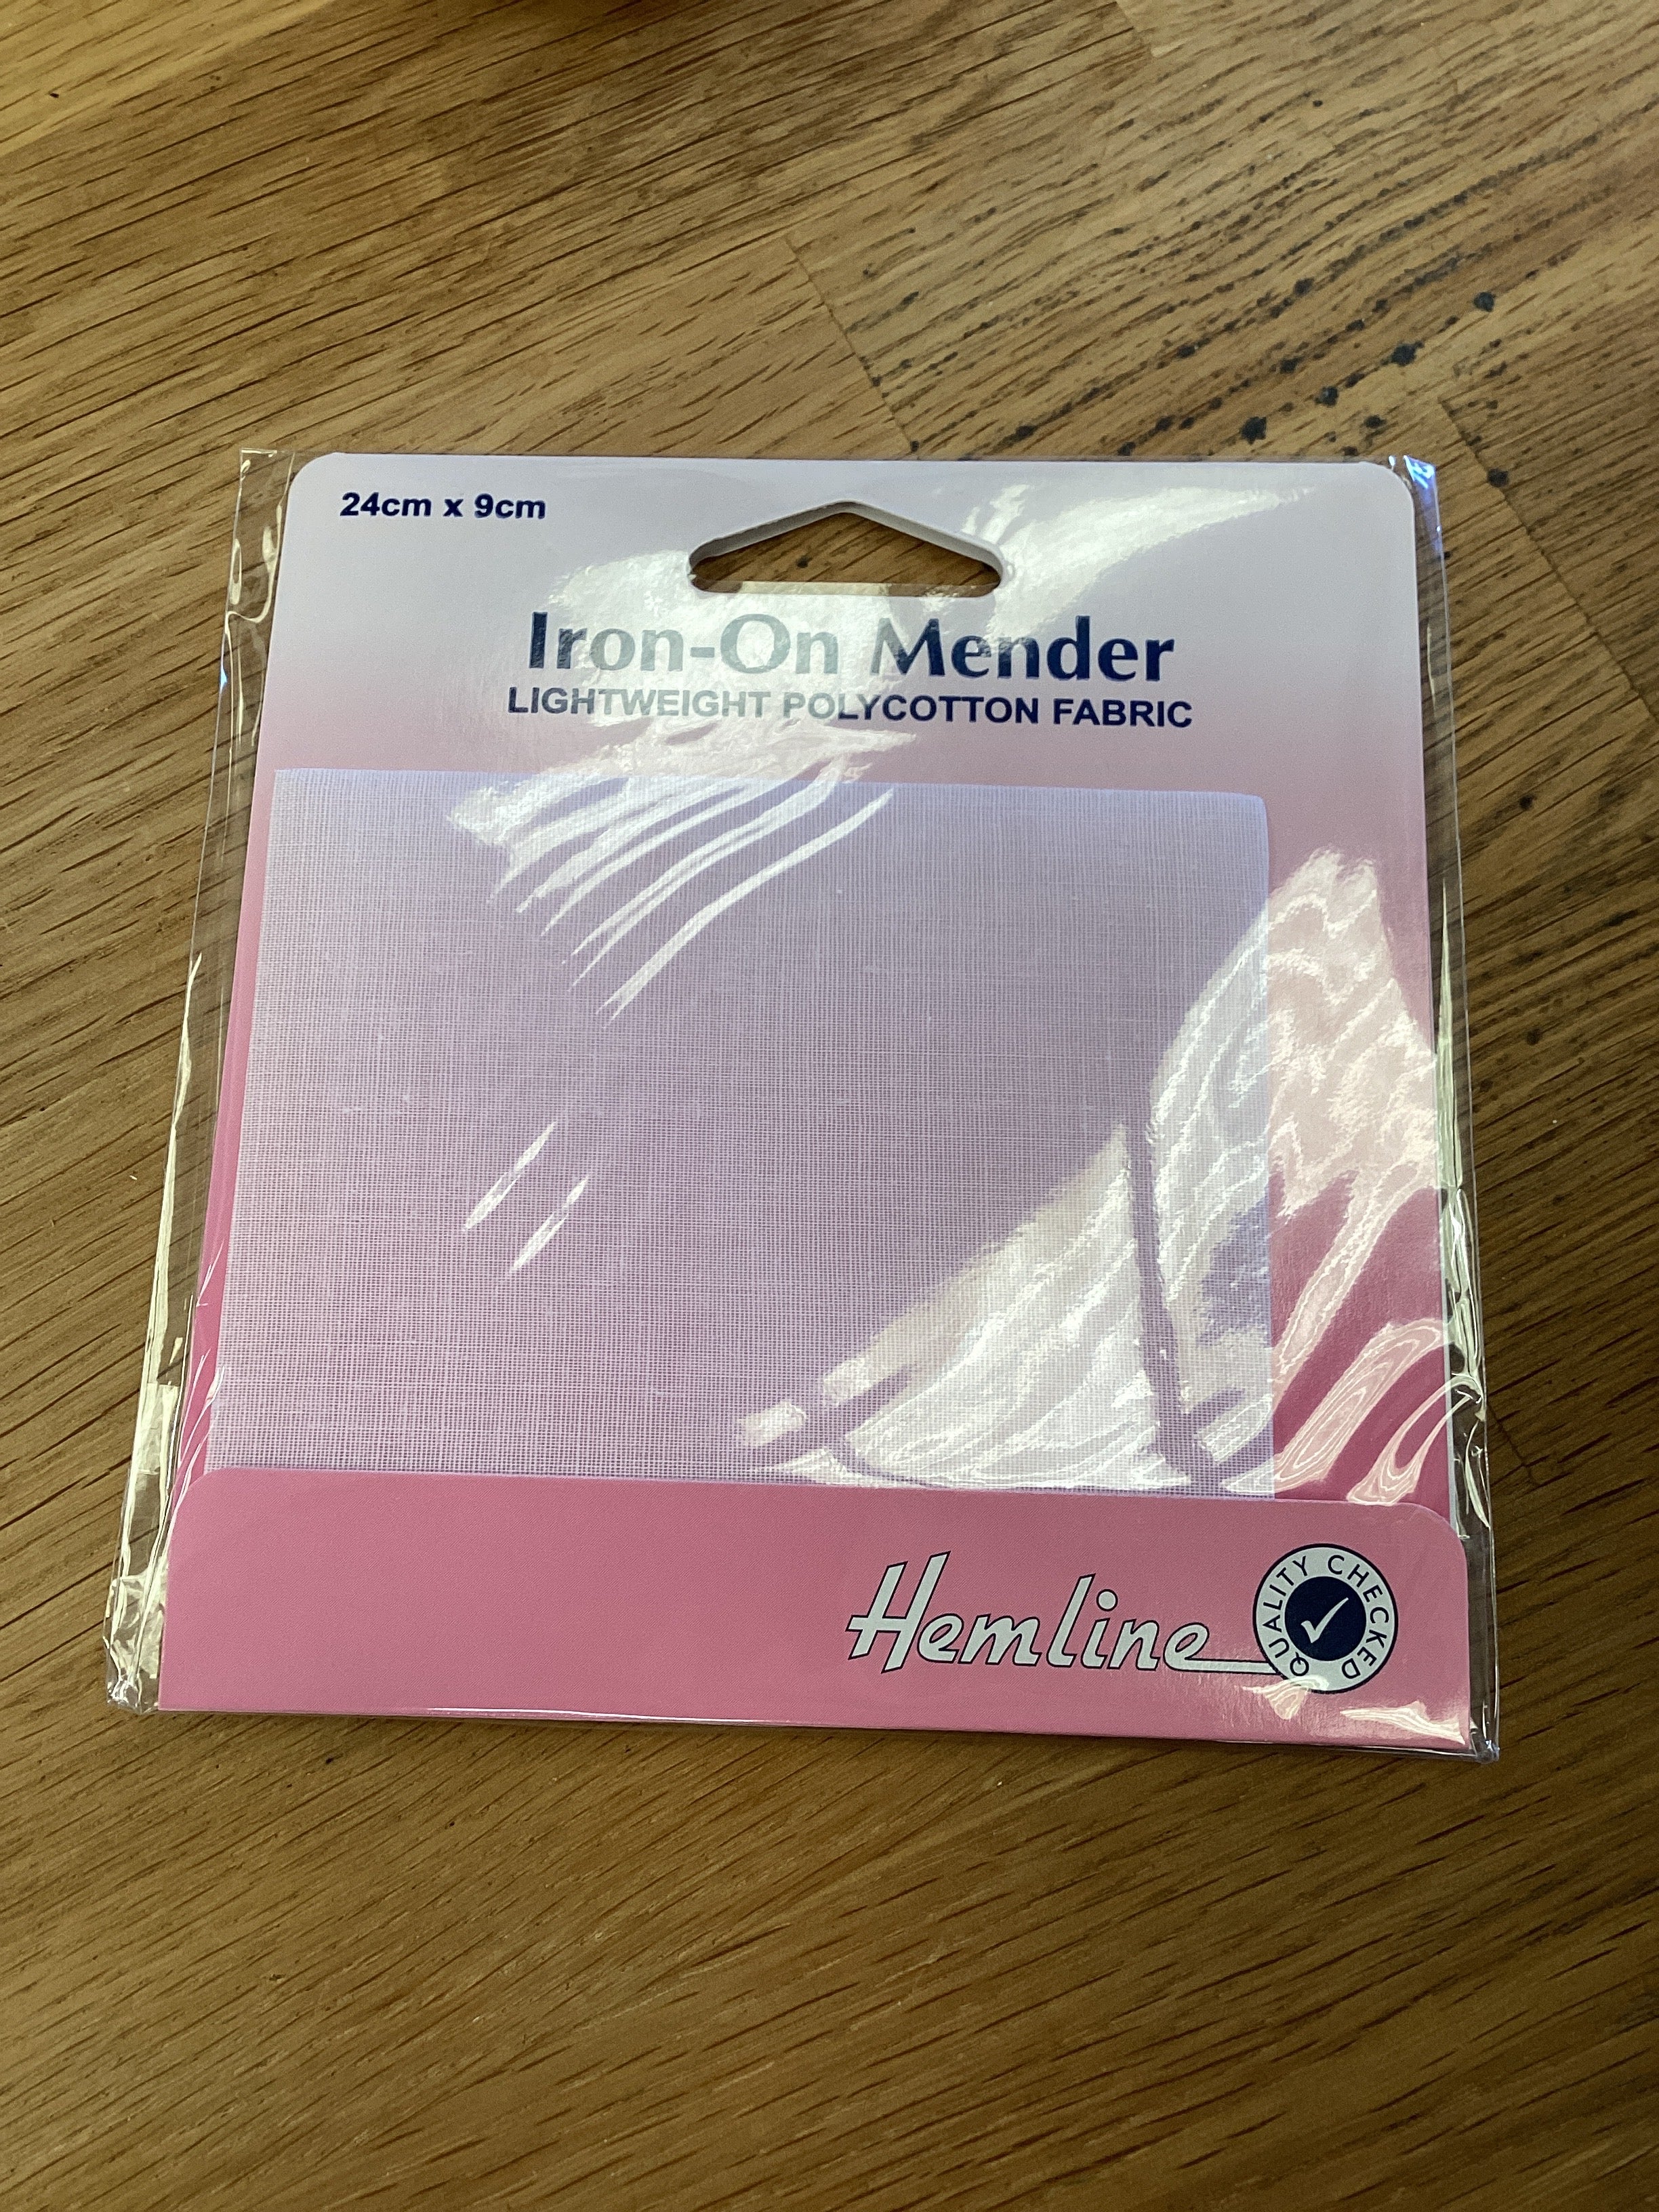 24cm x 9cm
Iron-On Mender
LIGHTWEIGHT POLYCOTTON FABRIC
Hemline
QUALITY CHECKED